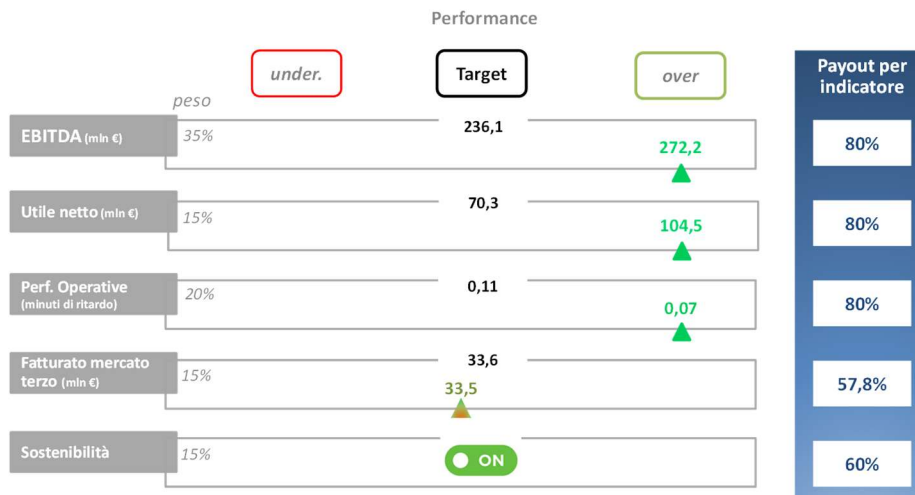 Performance
under.
Target
over
Payout per
indicatore
peso
EBITDA (mln €)
35%
236,1
272,2
80%
Utile netto (mln €)
15%
70,3
104,5
80%
Perf. Operative
(minuti di ritardo)
20%
0,11
0,07
80%
Fatturato mercato
terzo (mln €)
15%
33,6
33,5
57,8%
Sostenibilità
15%
ON
60%